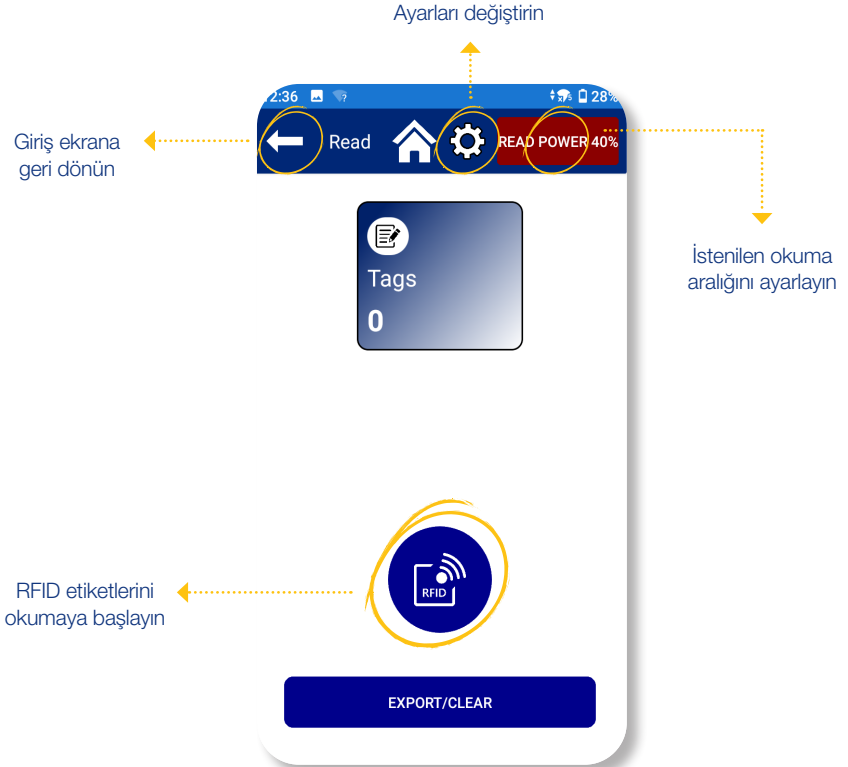 Ayarları değiştirin
2:36
28%
Giriş ekrana
geri dönün
Read
READ POWER 40%
İstenilen okuma
aralığını ayarlayın
Tags
0
RFID
RFID etiketlerini
okumaya başlayın
EXPORT/CLEAR